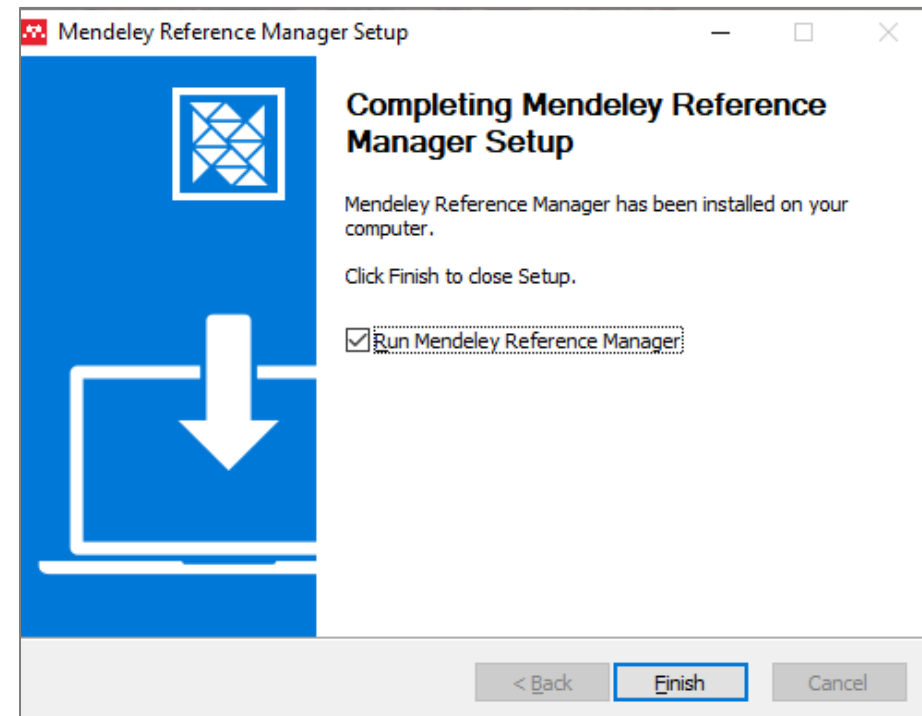 Mendeley Reference Manager Setup
Completing Mendeley Reference
Manager Setup
Mendeley Reference Manager has been installed on your
computer.
Click Finish to close Setup.
Run Mendeley Reference Manager
< Back Finish Cancel